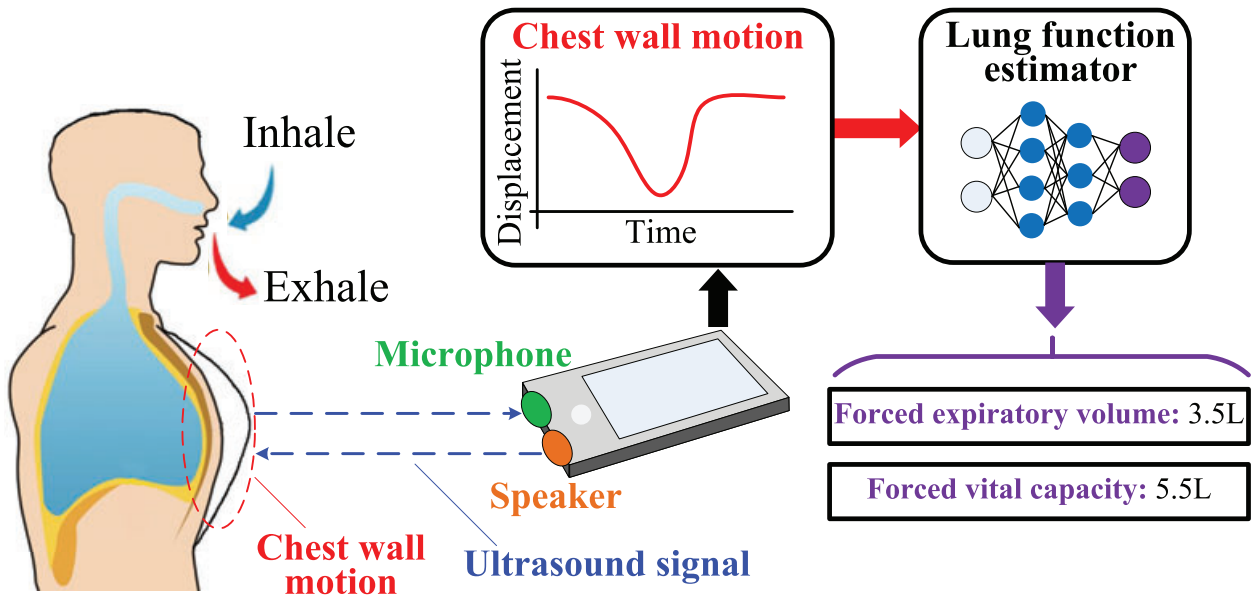 Inhale
Exhale
Chest wall motion
Displacement
Time
Lung function
estimator
Microphone
Speaker
Chest wall
motion
Ultrasound signal
Forced expiratory volume: 3.5L
Forced vital capacity: 5.5L